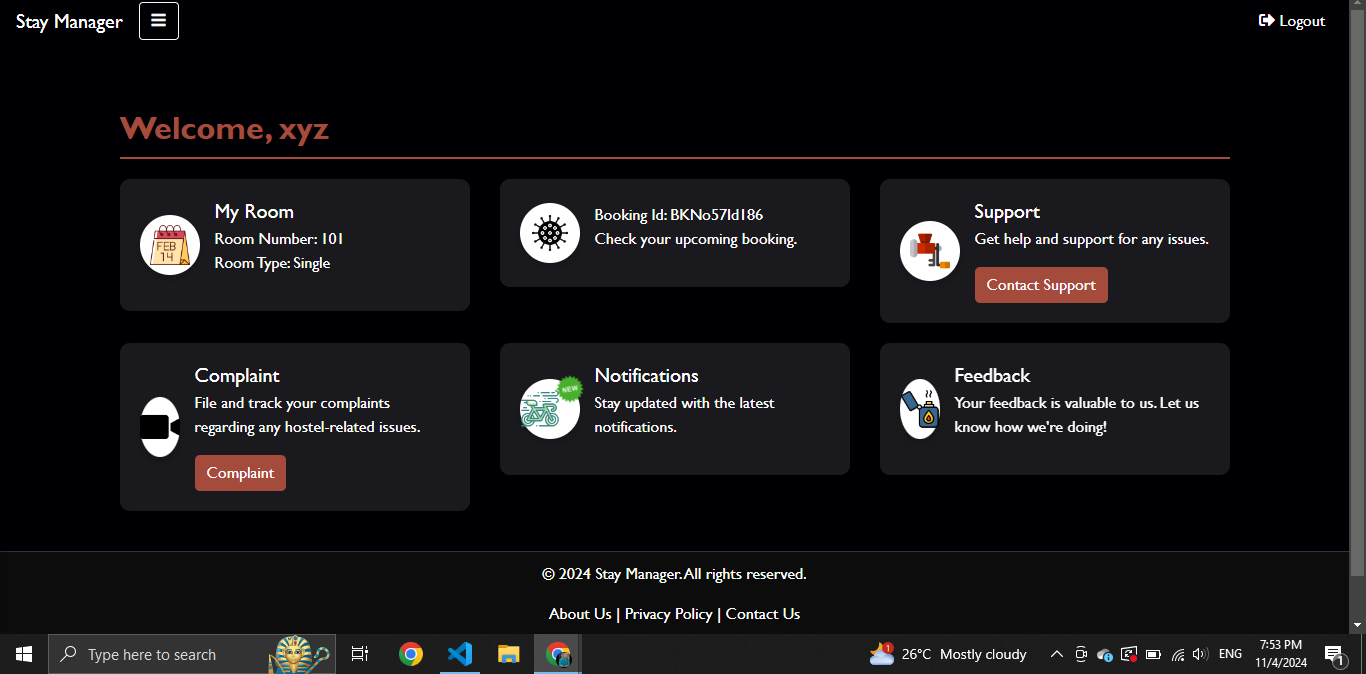 Stay Manager
Logout
Welcome, xyz
My Room
Room Number: 101
Room Type: Single
FEB
14
Booking Id: BKNo57Id186
Check your upcoming booking.
Support
Get help and support for any issues.
Contact Support
Complaint
File and track your complaints
regarding any hostel-related issues.
Complaint
NEW
Notifications
Stay updated with the latest
notifications.
Feedback
Your feedback is valuable to us. Let us
know how we're doing!
© 2024 Stay Manager. All rights reserved.
About Us | Privacy Policy | Contact Us
Type here to search
1
26°C Mostly cloudy
ENG
7:53 PM
11/4/2024
1